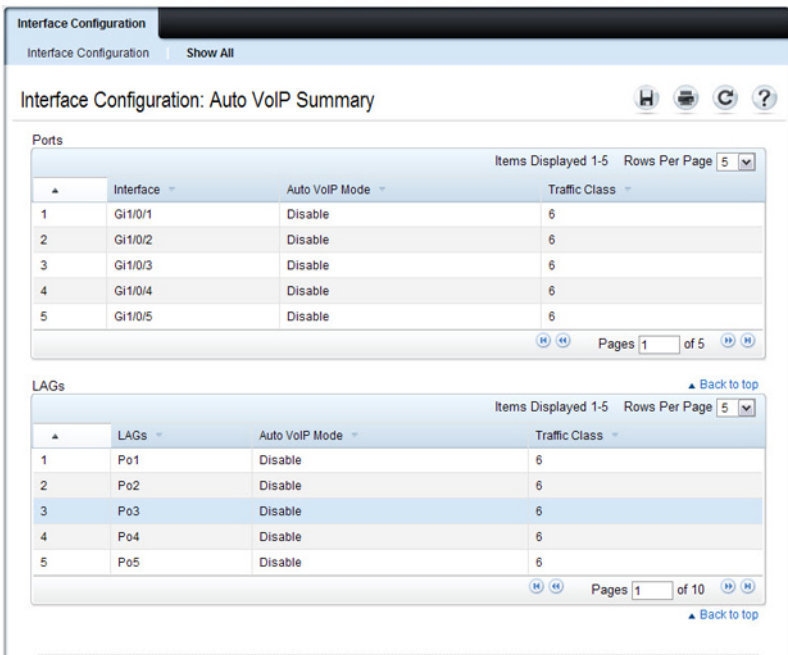 Interface Configuration
Interface Configuration Show All
Interface Configuration: Auto VoIP Summary
Ports
Items Displayed 1-5 Rows Per Page 5
Interface Auto VoIP Mode Traffic Class
1 Gi1/0/1 Disable 6
2 Gi1/0/2 Disable 6
3 Gi1/0/3 Disable 6
4 Gi1/0/4 Disable 6
5 Gi1/0/5 Disable 6
Pages 1 of 5
LAGs Back to top
Items Displayed 1-5 Rows Per Page 5
LAGs Auto VoIP Mode Traffic Class
1 Po1 Disable 6
2 Po2 Disable 6
3 Po3 Disable 6
4 Po4 Disable 6
5 Po5 Disable 6
Pages 1 of 10
Back to top